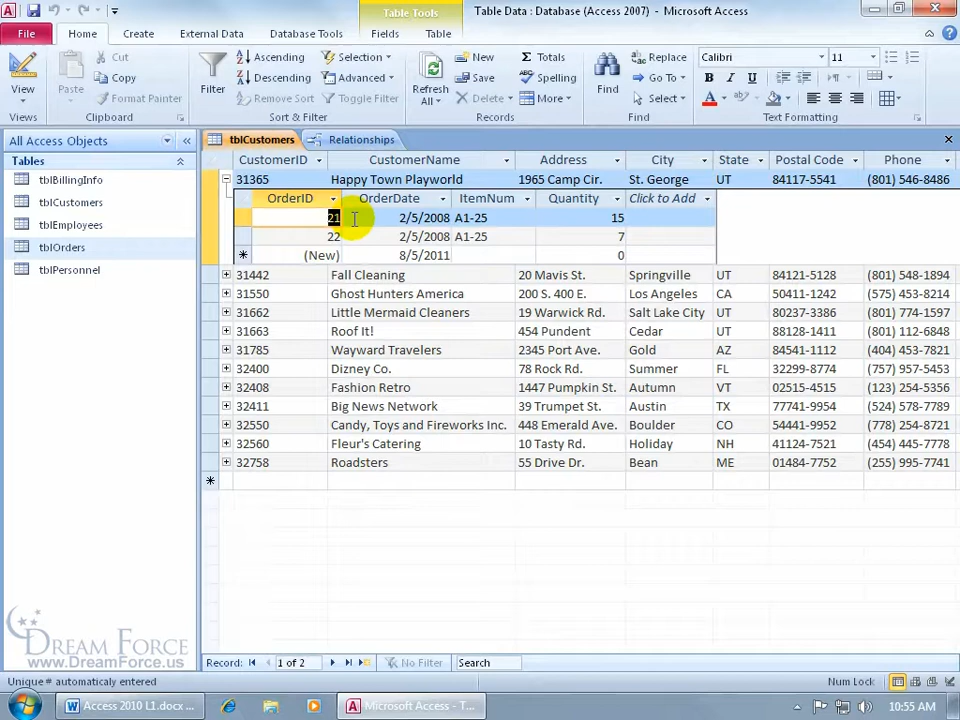 Table Tools
Table Data : Database (Access 2007) - Microsoft Access
File Home Create External Data Database Tools Fields Table
View
Views
Paste
Cut
Copy
Format Painter
Clipboard
Filter
Ascending
Descending
Remove Sort
Selection
Advanced
Toggle Filter
Sort & Filter
Refresh
All
New
Save
Delete
Totals
Spelling
More
Records
Find
Replace
Go To
Select
Find
Calibri 11
B I U
Text Formatting
All Access Objects
Tables
tblBillingInfo
tblCustomers
tblEmployees
tblOrders
tblPersonnel
tblCustomers Relationships
CustomerID CustomerName Address City State Postal Code Phone
31365 Happy Town Playworld 1965 Camp Cir. St. George UT 84117-5541 (801) 546-8486
OrderID OrderDate ItemNum Quantity Click to Add
21 2/5/2008 A1-25 15
22 2/5/2008 A1-25 7
(New) 8/5/2011 0
31442 Fall Cleaning 20 Mavis St. Springville UT 84121-5128 (801) 548-1894
31550 Ghost Hunters America 200 S. 400 E. Los Angeles CA 50411-1242 (575) 453-8214
31662 Little Mermaid Cleaners 19 Watwick Rd. Salt Lake City UT 80237-3386 (801) 774-1597
31663 Roof It! 454 Pundent Cedar UT 88128-1411 (801) 112-6848
31785 Wayward Travelers 2345 Port Ave. Gold AZ 84541-1112 (404) 453-7821
32400 Dizney Co. 78 Rock Rd. Summer FL 32299-8774 (757) 957-5453
32408 Fashion Retro 1447 Pumpkin St. Autumn VT 02515-4515 (123) 254-5356
32411 Big News Network 39 Trumpet St. Austin TX 77741-9954 (524) 578-7789
32550 Candy, Toys and Fireworks Inc. 448 Emerald Ave. Boulder CO 54441-9952 (778) 254-8721
32560 Fleur's Catering 10 Tasty Rd. Holiday NH 41124-7521 (454) 445-7778
32758 Roadsters 55 Drive Dr. Bean ME 01484-7752 (255) 995-7741
DREAM FORCE
www.DreamForce.us
Record: 1 of 2 No Filter Search
Unique # automaticaly entered
Num Lock
Access 2010 L1.docx ...
Microsoft Access - T...
10:55 AM